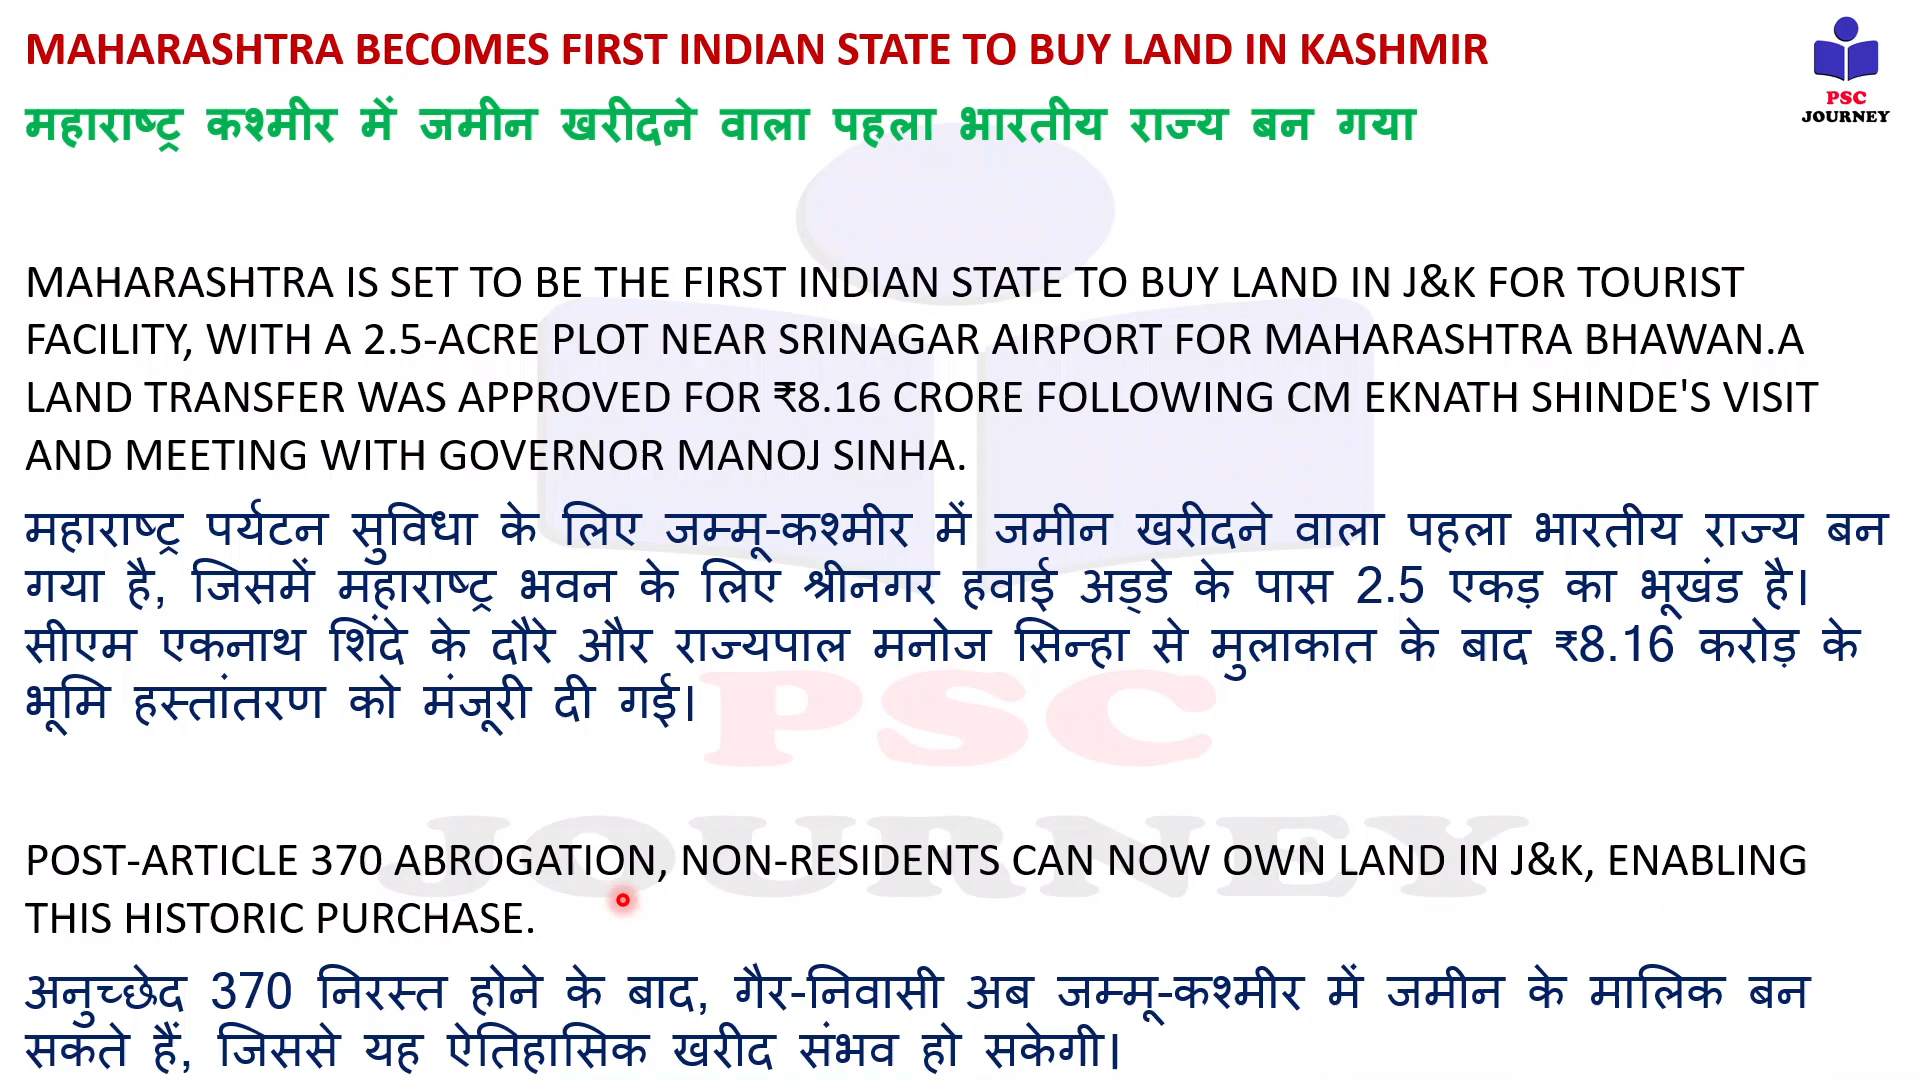 MAHARASHTRA BECOMES FIRST INDIAN STATE TO BUY LAND IN KASHMIR
PSC
JOURNEY
महाराष्ट्र कश्मीर में जमीन खरीदने वाला पहला भारतीय राज्य बन गया
MAHARASHTRA IS SET TO BE THE FIRST INDIAN STATE TO BUY LAND IN J&K FOR TOURIST
FACILITY, WITH A 2.5-ACRE PLOT NEAR SRINAGAR AIRPORT FOR MAHARASHTRA BHAWAN.A
LAND TRANSFER WAS APPROVED FOR ₹8.16 CRORE FOLLOWING CM EKNATH SHINDE'S VISIT
AND MEETING WITH GOVERNOR MANOJ SINHA.
महाराष्ट्र पर्यटन सुविधा के लिए जम्मू-कश्मीर में जमीन खरीदने वाला पहला भारतीय राज्य बन
गया है, जिसमें महाराष्ट्र भवन के लिए श्रीनगर हवाई अड्डे के पास 2.5 एकड़ का भूखंड है।
सीएम एकनाथ शिंदे के दौरे और राज्यपाल मनोज सिन्हा से मुलाकात के बाद ₹8.16 करोड़ के
भूमि हस्तांतरण को मंजूरी दी गई।
PSC
JOURNEY
POST-ARTICLE 370 ABROGATION, NON-RESIDENTS CAN NOW OWN LAND IN J&K, ENABLING
THIS HISTORIC PURCHASE.
अनुच्छेद 370 निरस्त होने के बाद, गैर-निवासी अब जम्मू-कश्मीर में जमीन के मालिक बन
सकते हैं, जिससे यह ऐतिहासिक खरीद संभव हो सकेगी।